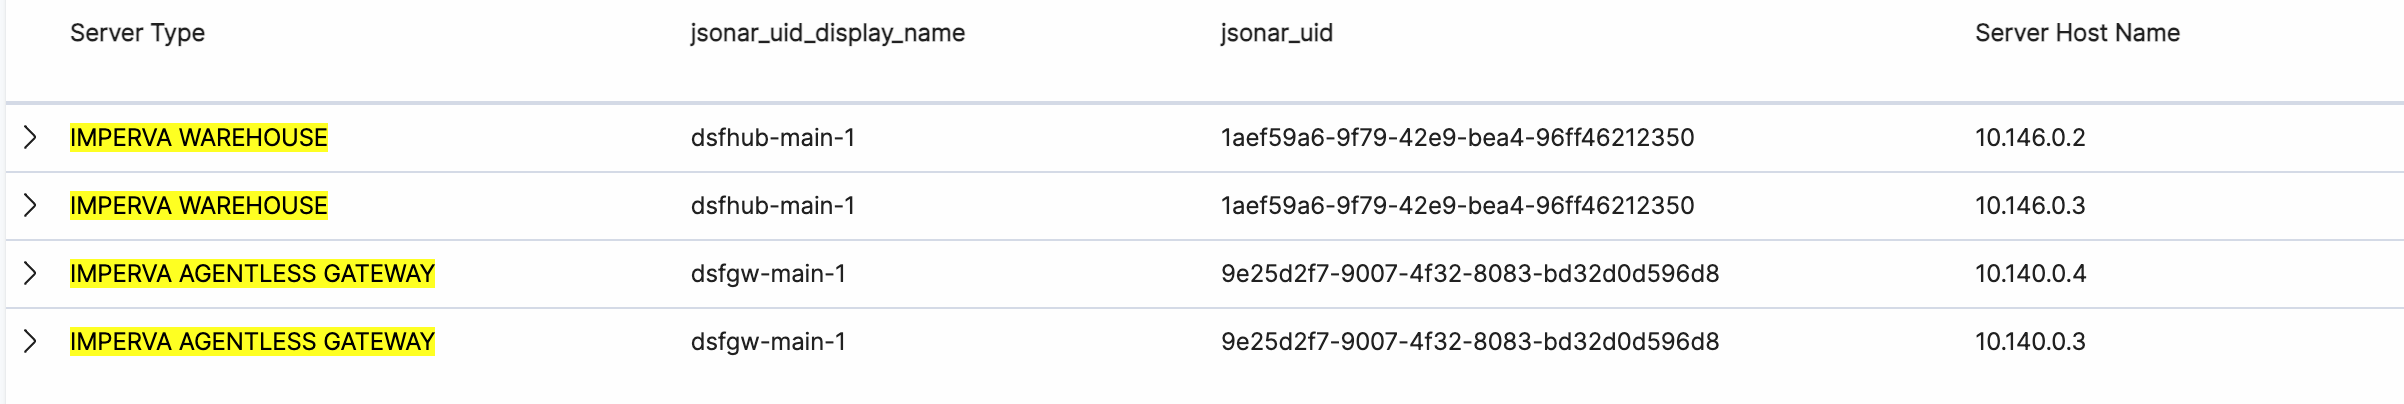 Server Type jsonar_uid_display_name jsonar_uid Server Host Name
IMPERVA WAREHOUSE dsfhub-main-1 1aef59a6-9f79-42e9-bea4-96ff46212350 10.146.0.2
IMPERVA WAREHOUSE dsfhub-main-1 1aef59a6-9f79-42e9-bea4-96ff46212350 10.146.0.3
IMPERVA AGENTLESS GATEWAY dsfgw-main-1 9e25d2f7-9007-4f32-8083-bd32d0d596d8 10.140.0.4
IMPERVA AGENTLESS GATEWAY dsfgw-main-1 9e25d2f7-9007-4f32-8083-bd32d0d596d8 10.140.0.3